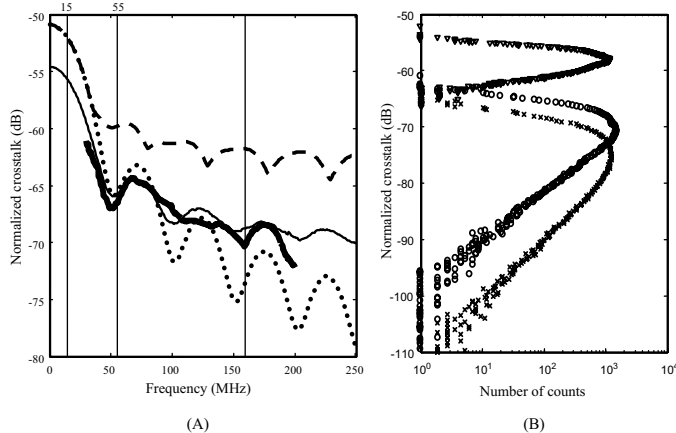 15 55
-50
-55
-60
-65
-70
-75
-80
Normalized crosstalk (dB)
0 50 100 150 200 250
Frequency (MHz)
(A)
-50
-60
-70
-80
-90
-100
-110
Normalized crosstalk (dB)
10^0 10^1 10^2 10^3 10^4
Number of counts
(B)